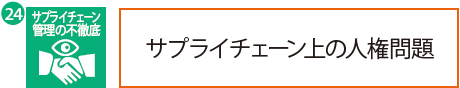 24
サプライチェーン
管理の不徹底
サプライチェーン上の人権問題